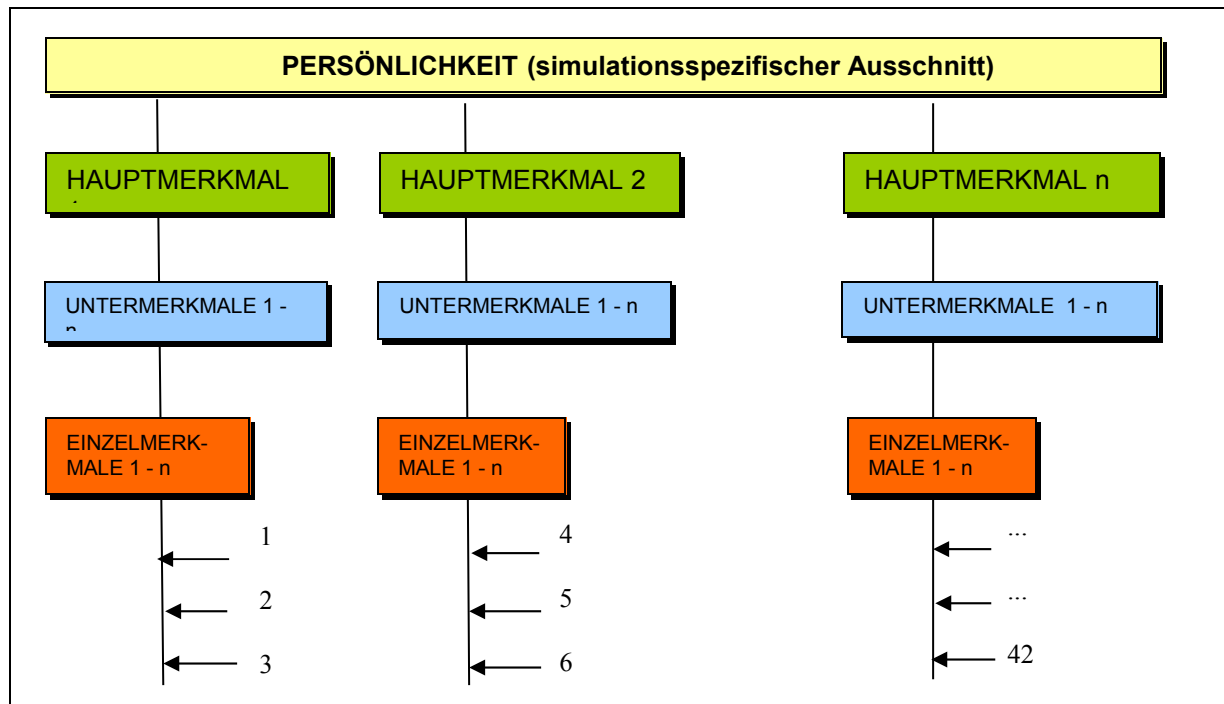 PERSÖNLICHKEIT (simulationsspezifischer Ausschnitt)
HAUPTMERKMAL
HAUPTMERKMAL 2
HAUPTMERKMAL n
UNTERMERKMALE 1 -
UNTERMERKMALE 1 - n
UNTERMERKMALE 1 - n
EINZELMERK-
MALE 1 - n
EINZELMERK-
MALE 1 - n
EINZELMERK-
MALE 1 - n
1
2
3
4
5
6
...
...
42